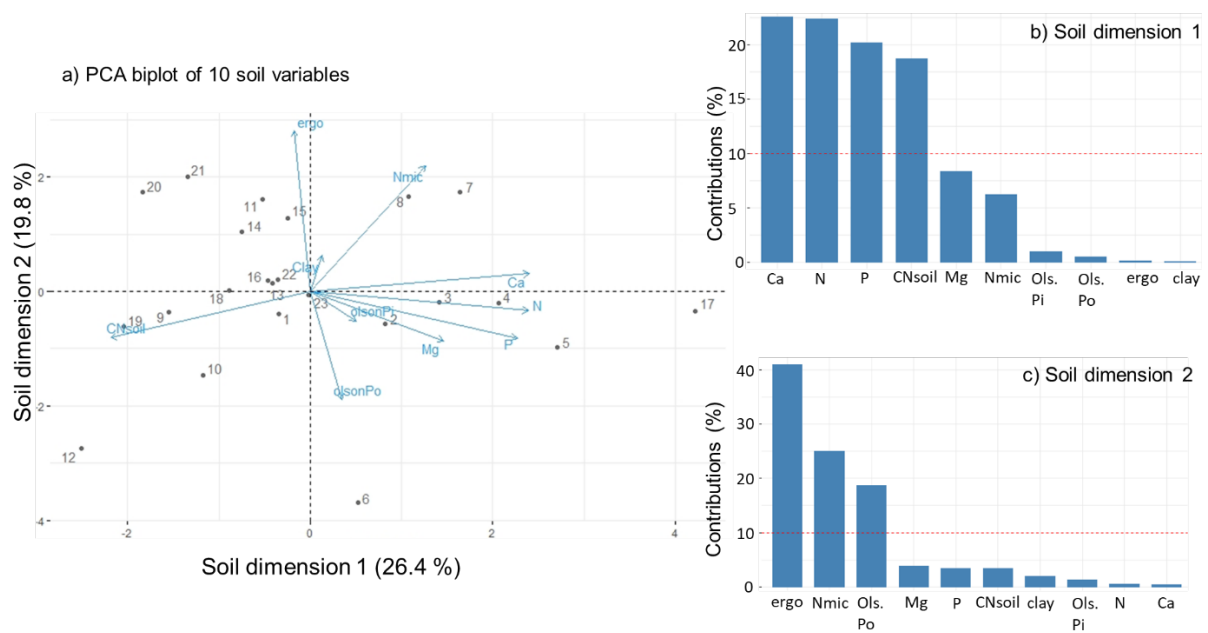 a) PCA biplot of 10 soil variables
Soil dimension 2 (19.8 %)
2
0
-2
-4
ergo
21
20
Nmic
7
8
11
15
14
Clay
16
22
13
18
Ca
3
4
N
17
23
olsonPi
2
1
9
19
CNsoil
Mg
P
5
10
olsonPo
12
6
-2
0
2
4
Soil dimension 1 (26.4 %)
b) Soil dimension 1
Contributions (%)
20
15
10
5
0
Ca N P CNsoil Mg Nmic Ols. Ols. ergo clay
Pi Po
c) Soil dimension 2
Contributions (%)
40
30
20
10
0
ergo Nmic Ols. Mg P CNsoil clay Ols. N Ca
Po Pi